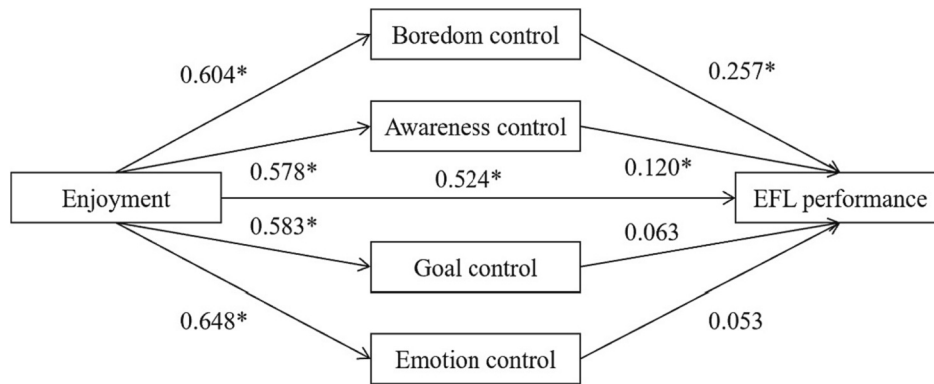 Boredom control
0.604*
0.257*
Awareness control
0.578*
0.524*
0.120*
Enjoyment
EFL performance
0.583*
0.063
Goal control
0.648*
0.053
Emotion control